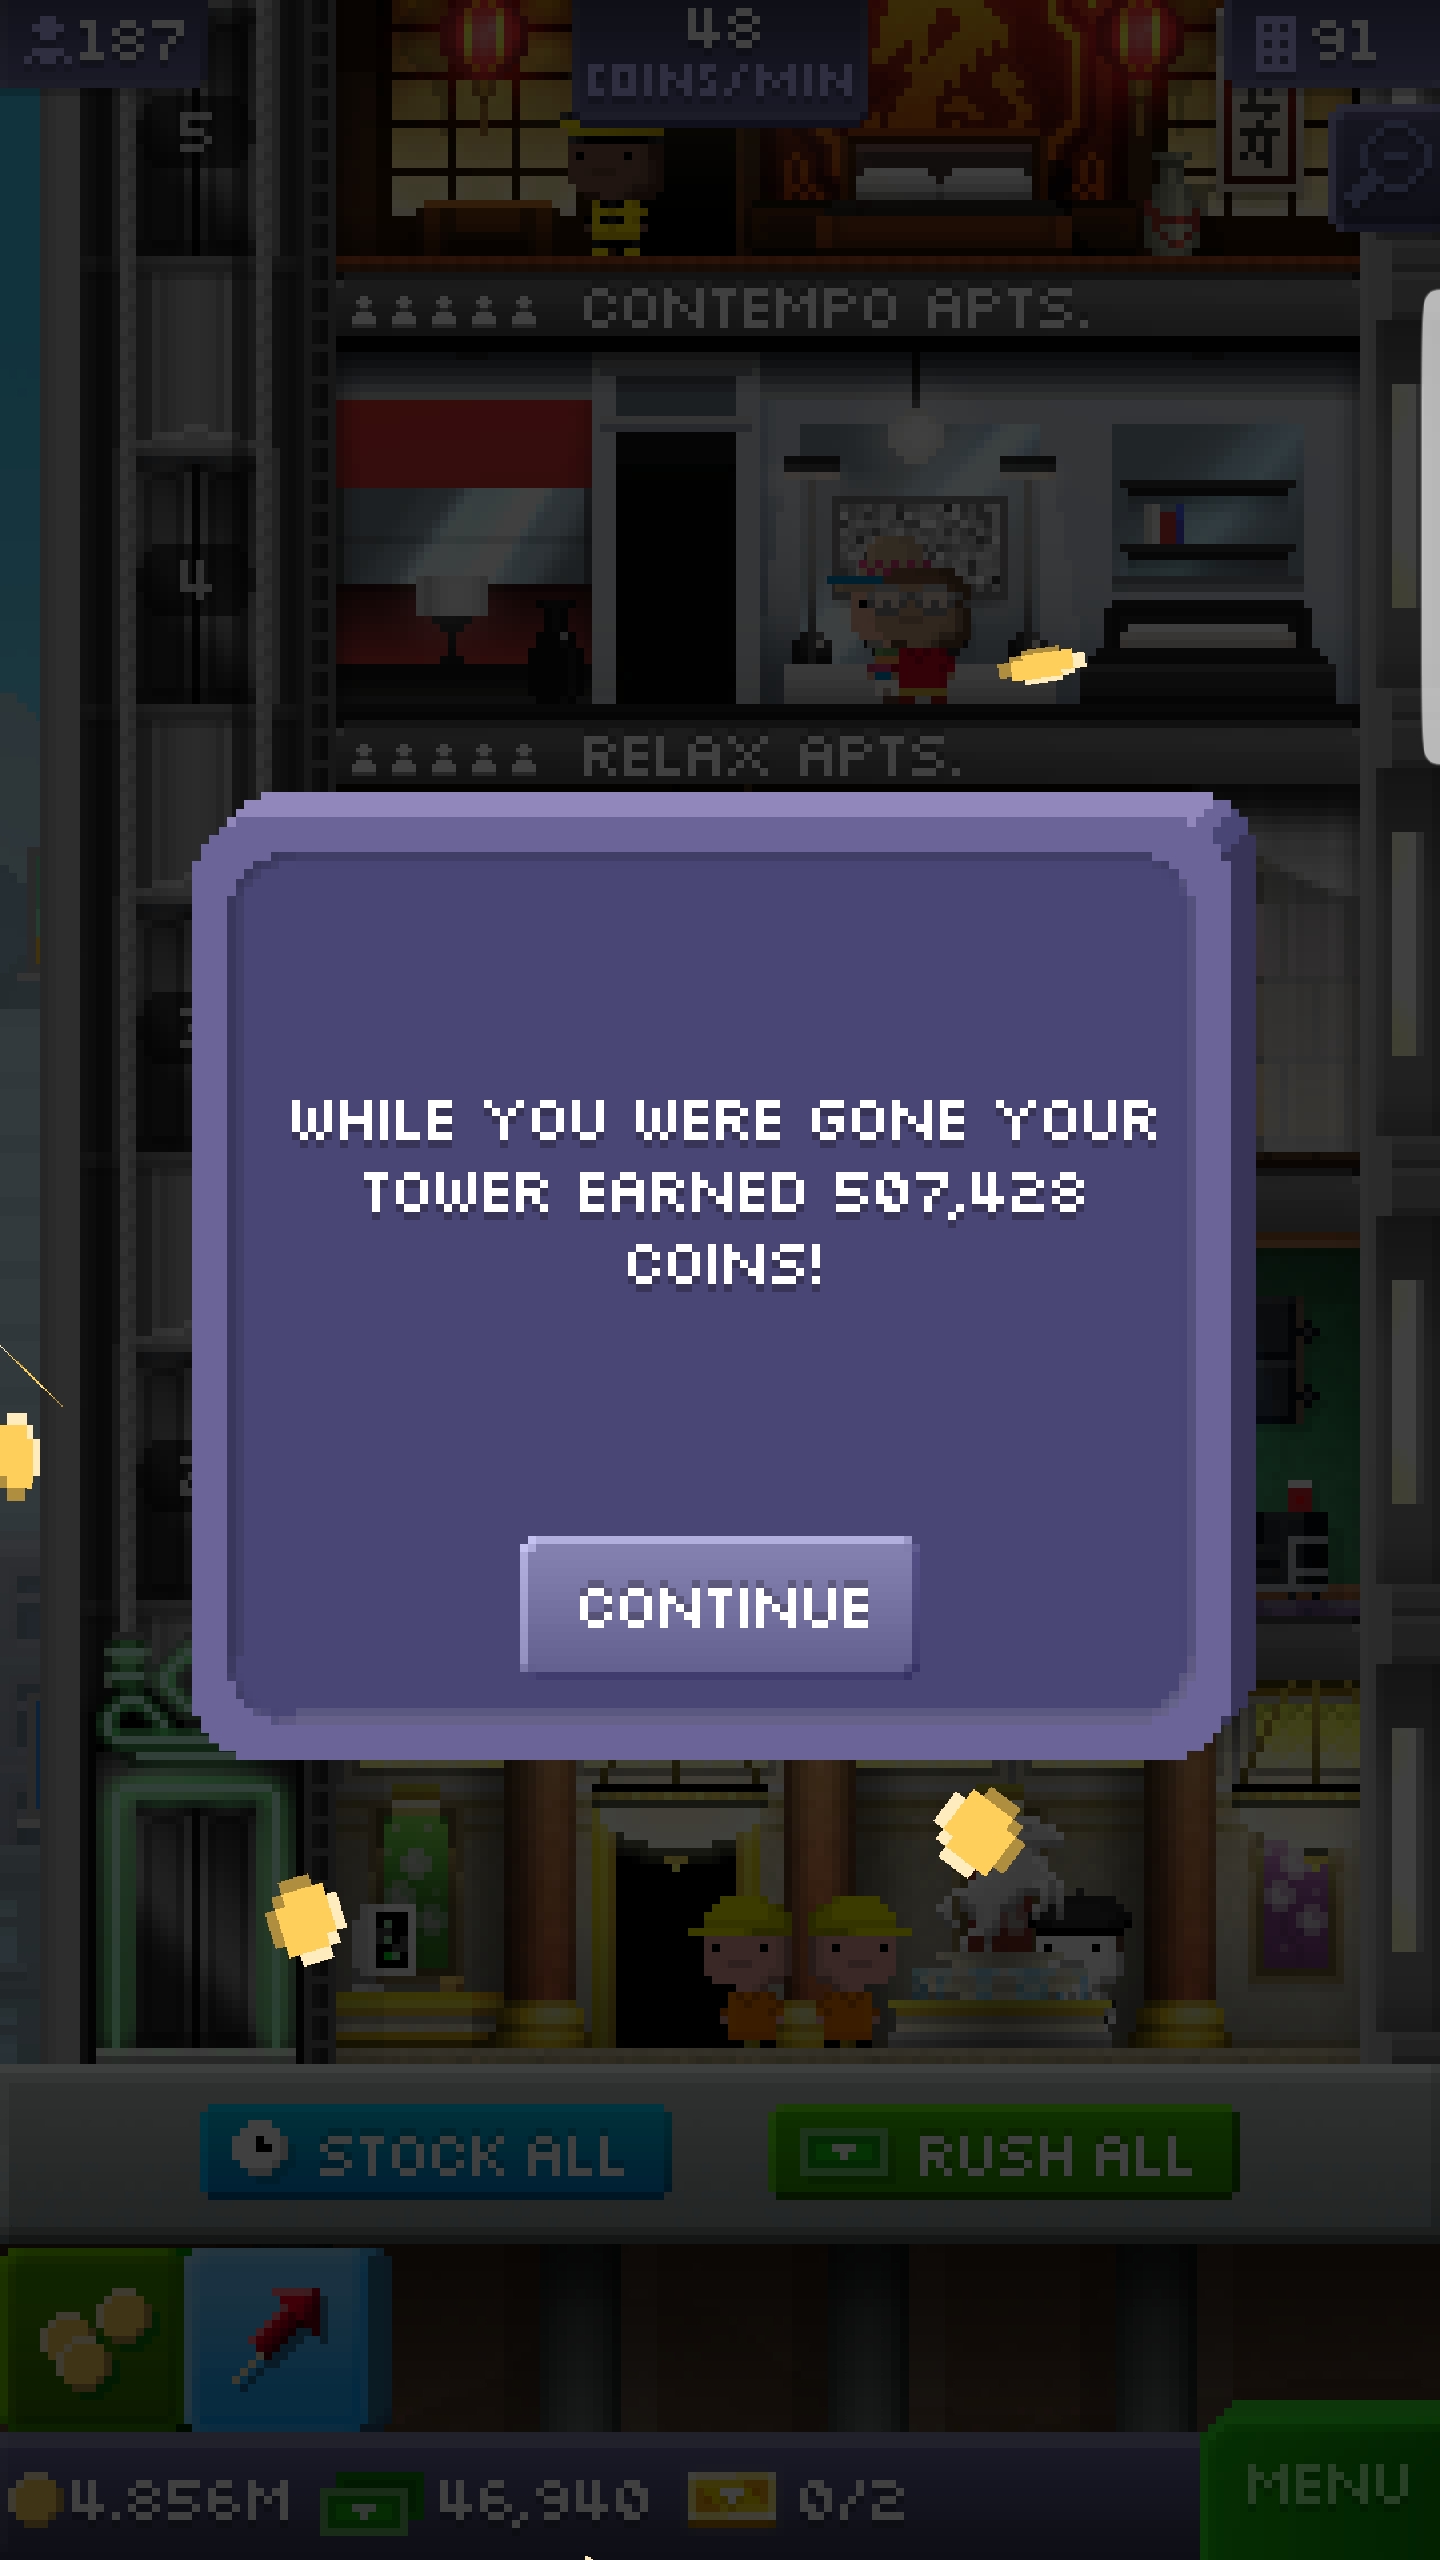 187
48
COINS/MIN
91
5
CONTEMPO APTS.
4
RELAX APTS.
WHILE YOU WERE GONE YOUR
TOWER EARNED 507,428
COINS!
CONTINUE
STOCK ALL
RUSH ALL
4.856M
46,940
0/2
MENU